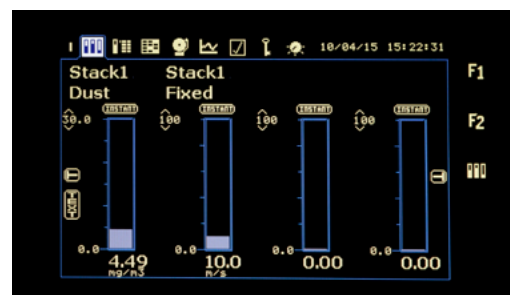 10/04/15 15:22:31
Stack1 Stack1
Dust Fixed
F1
F2
INSTANT INSTANT INSTANT INSTANT
30.0 100 100 100
TEXT
0.0 0.0 0.0 0.0
4.49 10.0 0.00 0.00
mg/m3 m/s